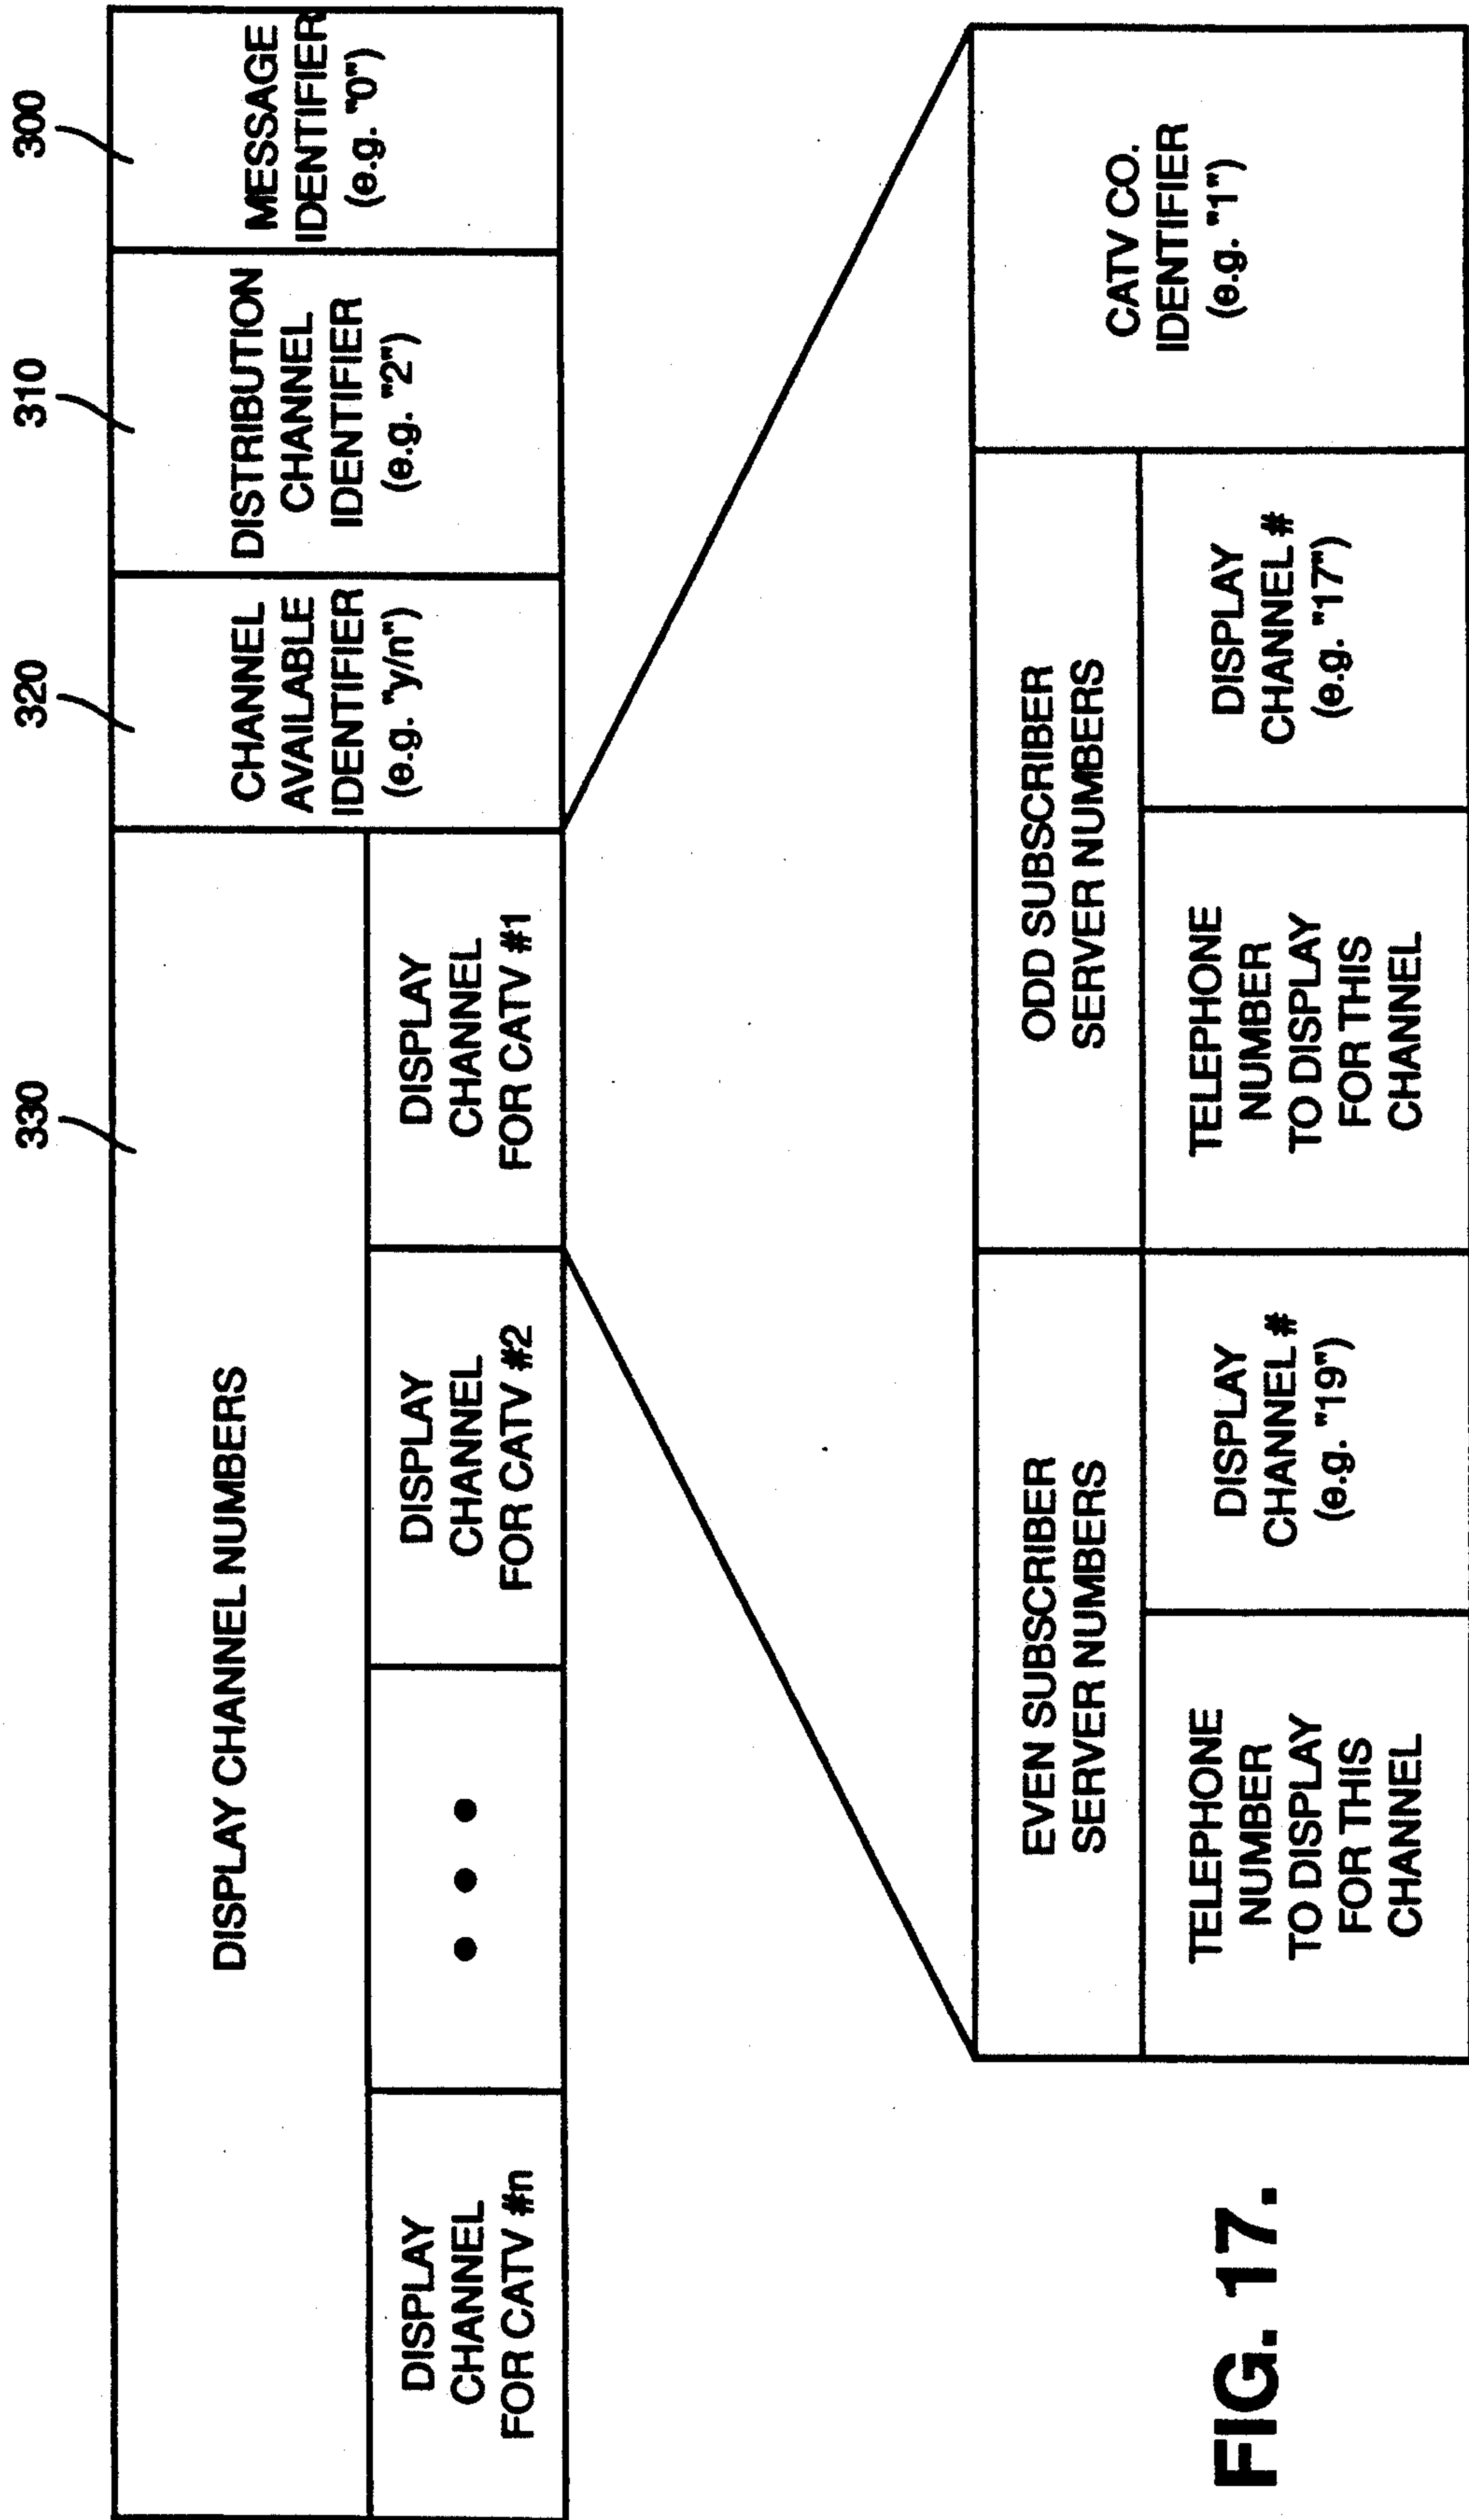 330
320
310
300
DISPLAY CHANNEL NUMBERS
CHANNEL
AVAILABLE
IDENTIFIER
(e.g. "y/n")
DISTRIBUTION
CHANNEL
IDENTIFIER
(e.g. "2")
MESSAGE
IDENTIFIER
(e.g. "0")
DISPLAY
CHANNEL
FOR CATV #n
DISPLAY
CHANNEL
FOR CATV #2
DISPLAY
CHANNEL
FOR CATV #1
EVEN SUBSCRIBER
SERVER NUMBERS
ODD SUBSCRIBER
SERVER NUMBERS
CATV CO.
IDENTIFIER
(e.g. "1")
TELEPHONE
NUMBER
TO DISPLAY
FOR THIS
CHANNEL
DISPLAY
CHANNEL #
(e.g. "19")
TELEPHONE
NUMBER
TO DISPLAY
FOR THIS
CHANNEL
DISPLAY
CHANNEL #
(e.g. "17")
FIG. 17.